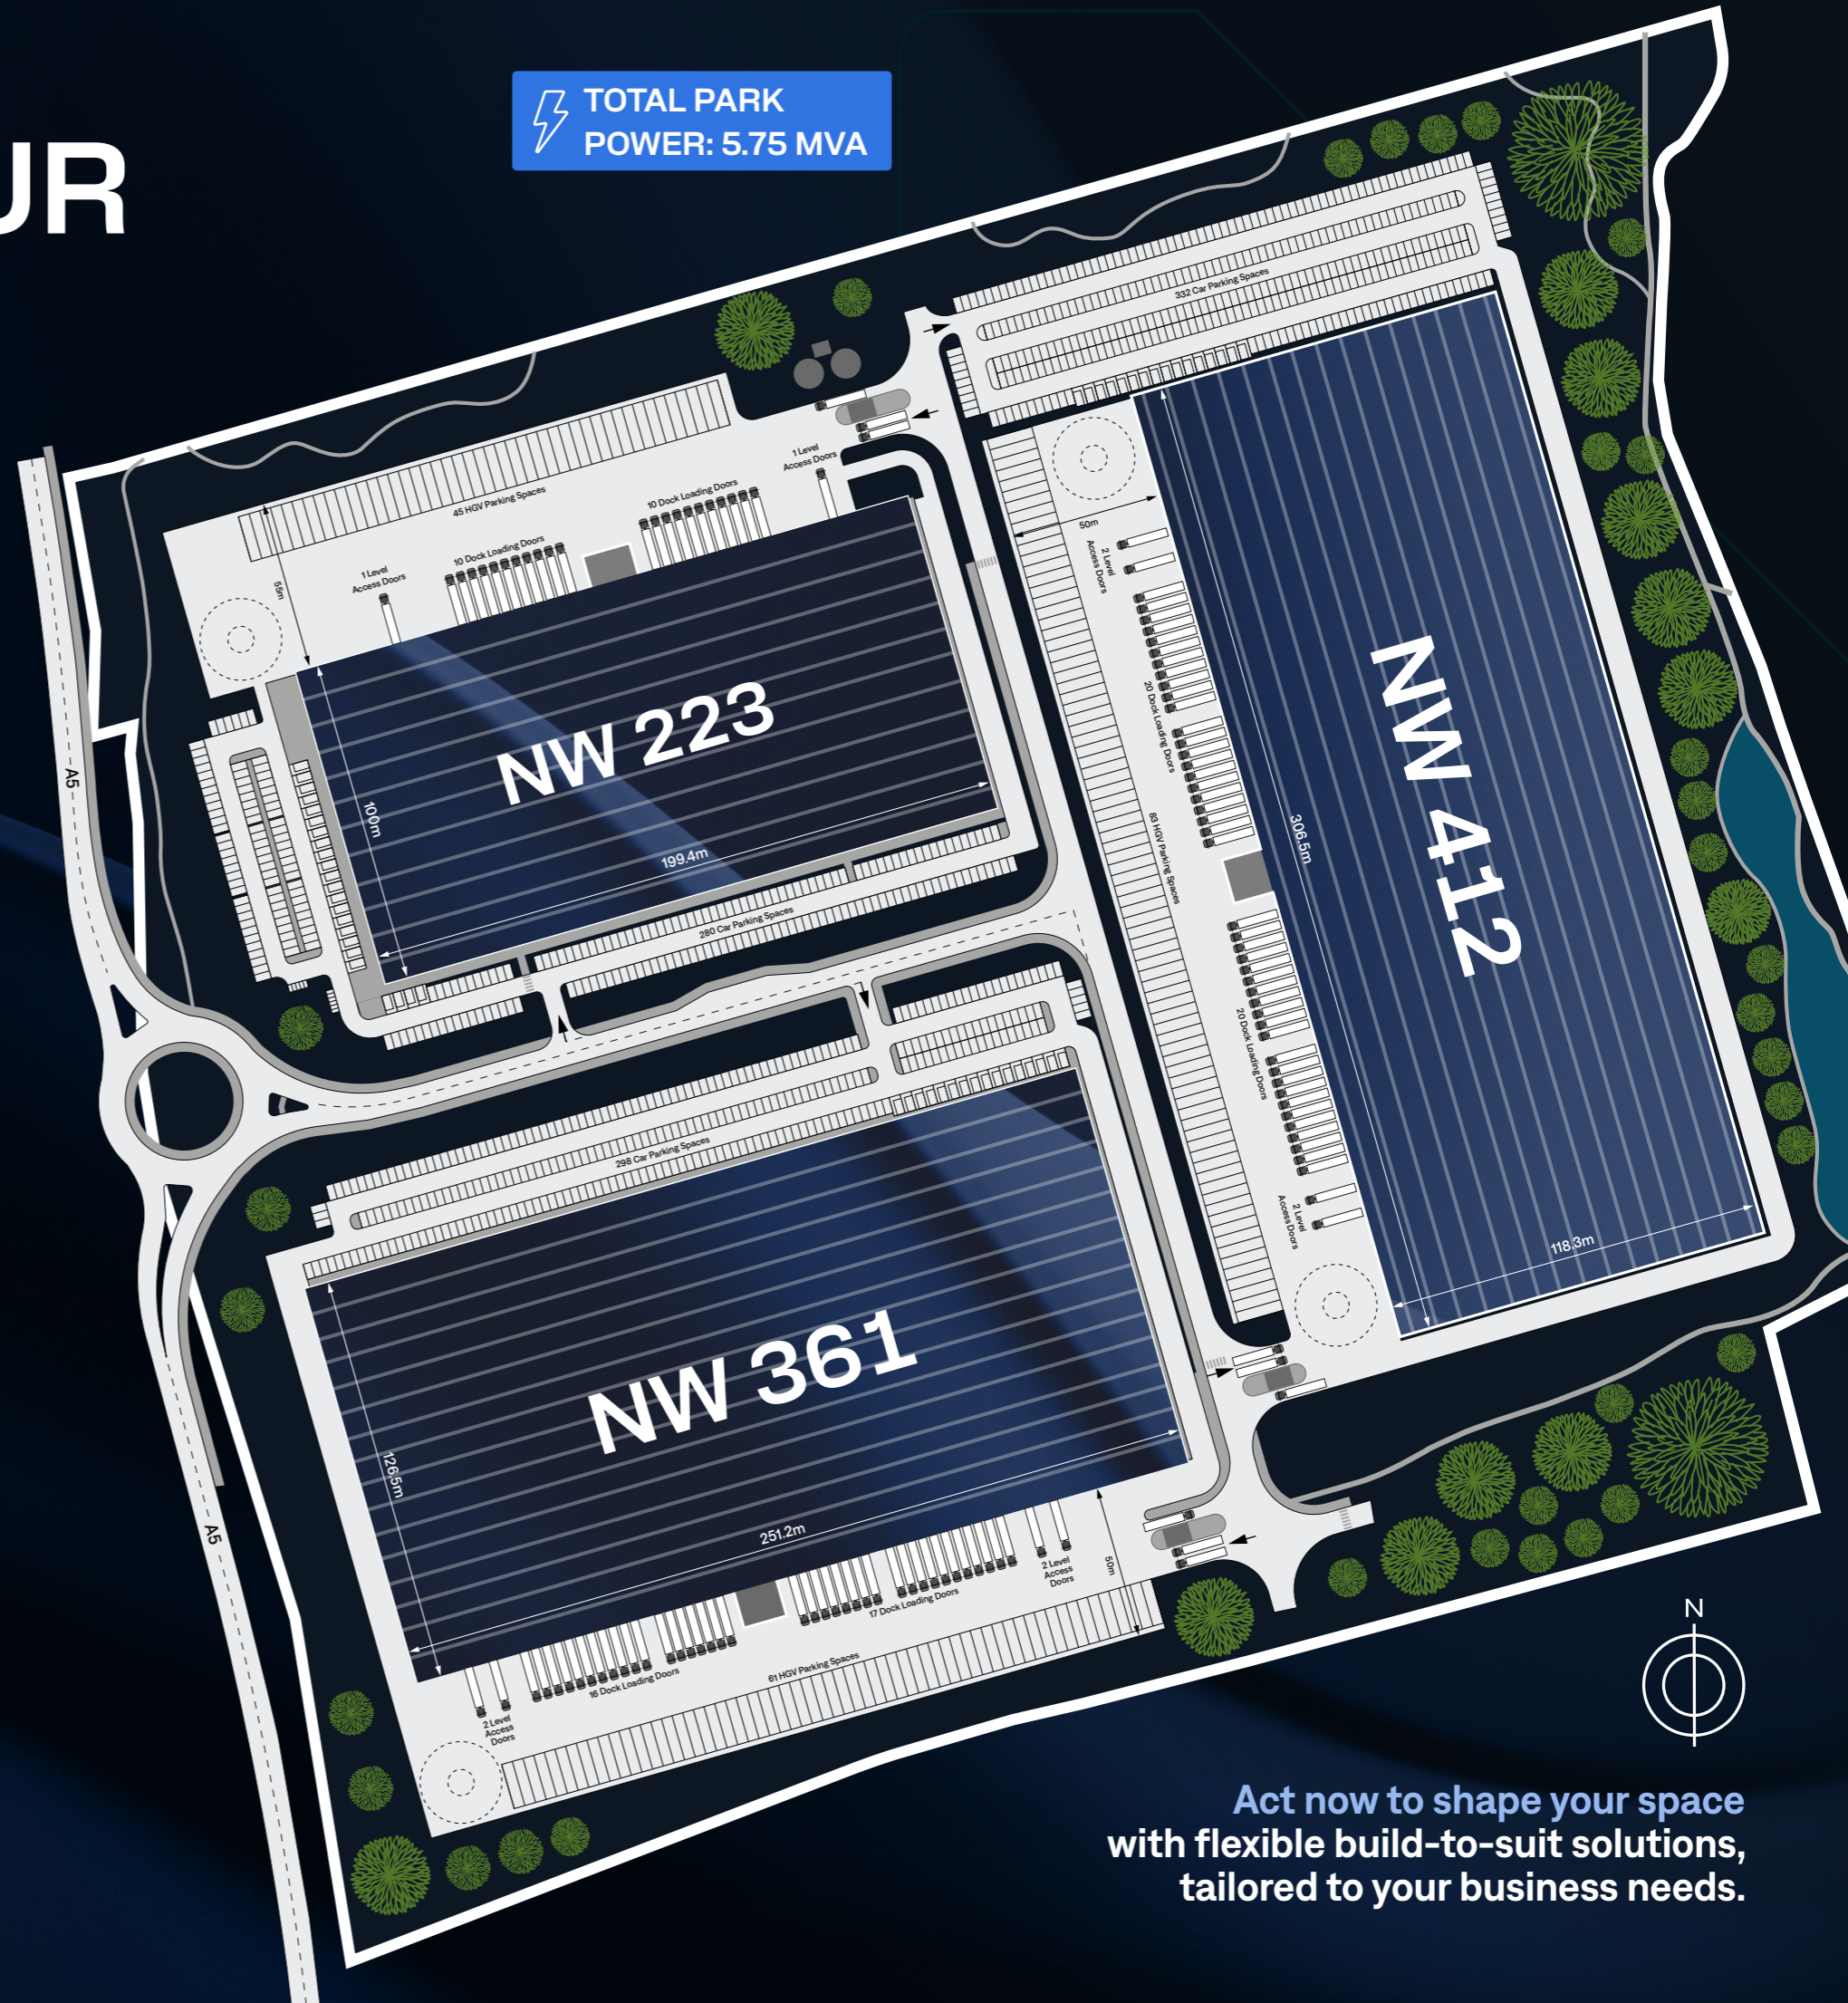 UR
TOTAL PARK
POWER: 5.75 MVA
332 Car Parking Spaces
45 HGV Parking Spaces
1 Level
Access Doors
10 Dock Loading Doors
10 Dock Loading Doors
1 Level
Access Doors
55m
50m
2 Level
Access Doors
NW 223
100m
199.4m
280 Car Parking Spaces
A5
20 Dock Loading Doors
83 HGV Parking Spaces
306.5m
NW 412
20 Dock Loading Doors
2 Level
Access Doors
118.3m
298 Car Parking Spaces
NW 361
126.5m
251.2m
A5
2 Level
Access
Doors
16 Dock Loading Doors
17 Dock Loading Doors
2 Level
Access
Doors
50m
61 HGV Parking Spaces
N
Act now to shape your space
with flexible build-to-suit solutions,
tailored to your business needs.